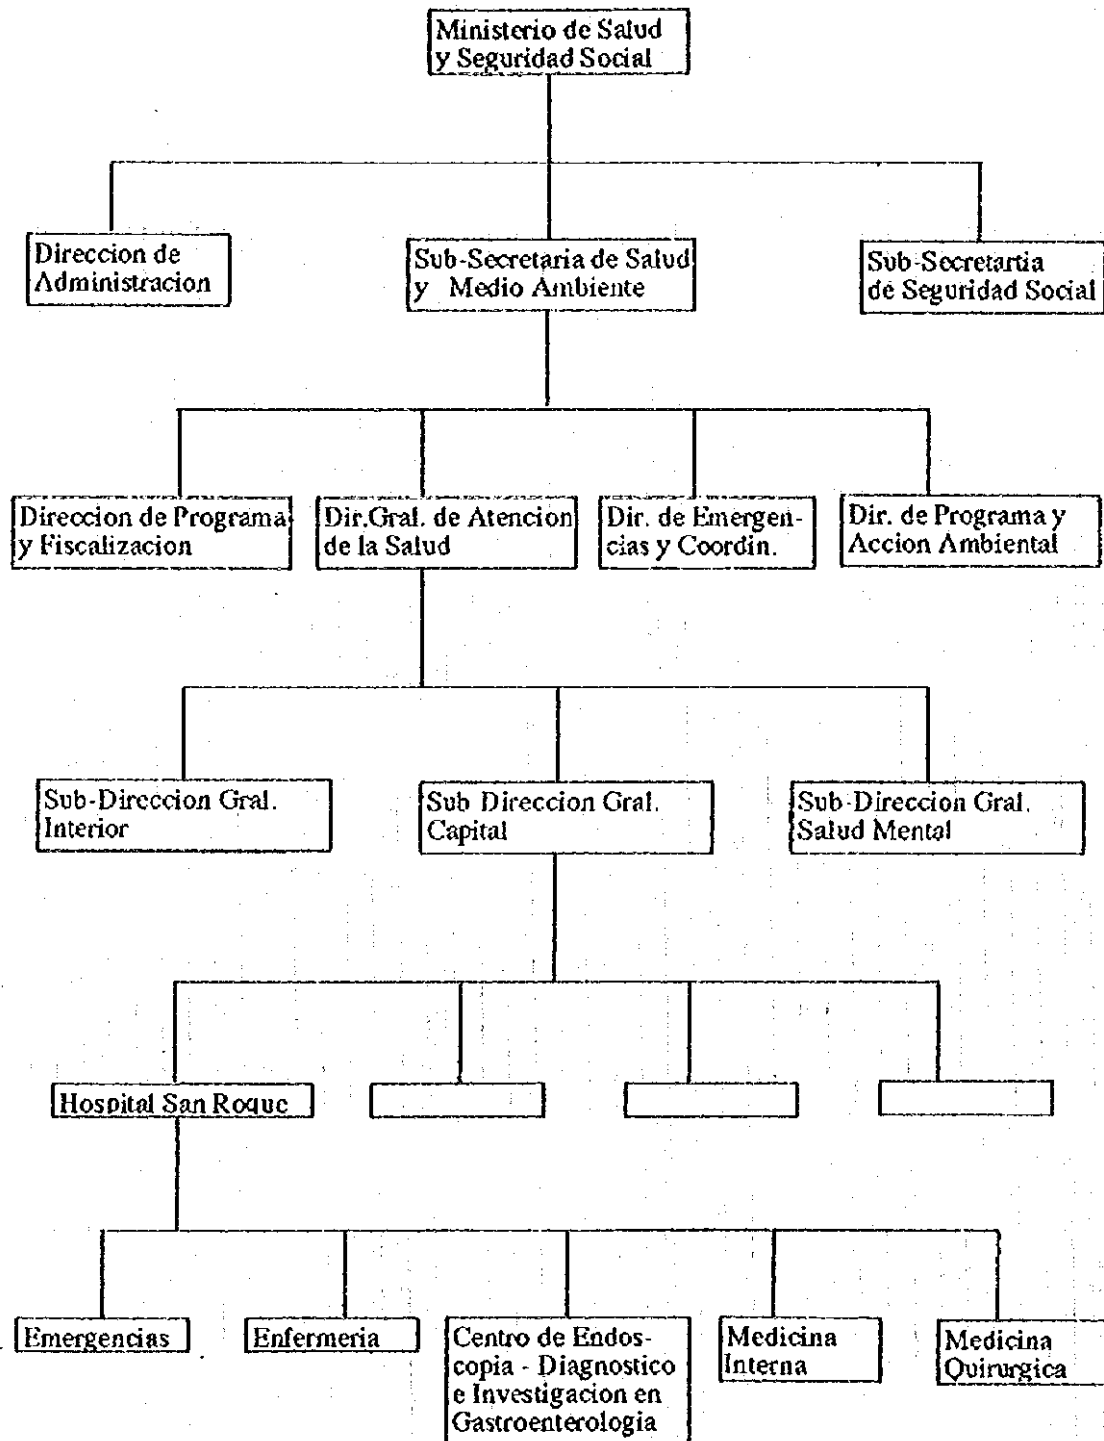 Ministerio de Salud
y Seguridad Social
Direccion de
Administracion
Sub-Secretaria de Salud
y Medio Ambiente
Sub-Secretartia
de Seguridad Social
Direccion de Programa
y Fiscalizacion
Dir.Gral. de Atencion
de la Salud
Dir. de Emergen-
cias y Coordin.
Dir. de Programa y
Accion Ambiental
Sub-Direccion Gral.
Interior
Sub Direccion Gral.
Capital
Sub-Direccion Gral.
Salud Mental
Hospital San Roque
Emergencias
Enfermeria
Centro de Endos-
copia - Diagnostico
e Investigacion en
Gastroenterologia
Medicina
Interna
Medicina
Quirurgica